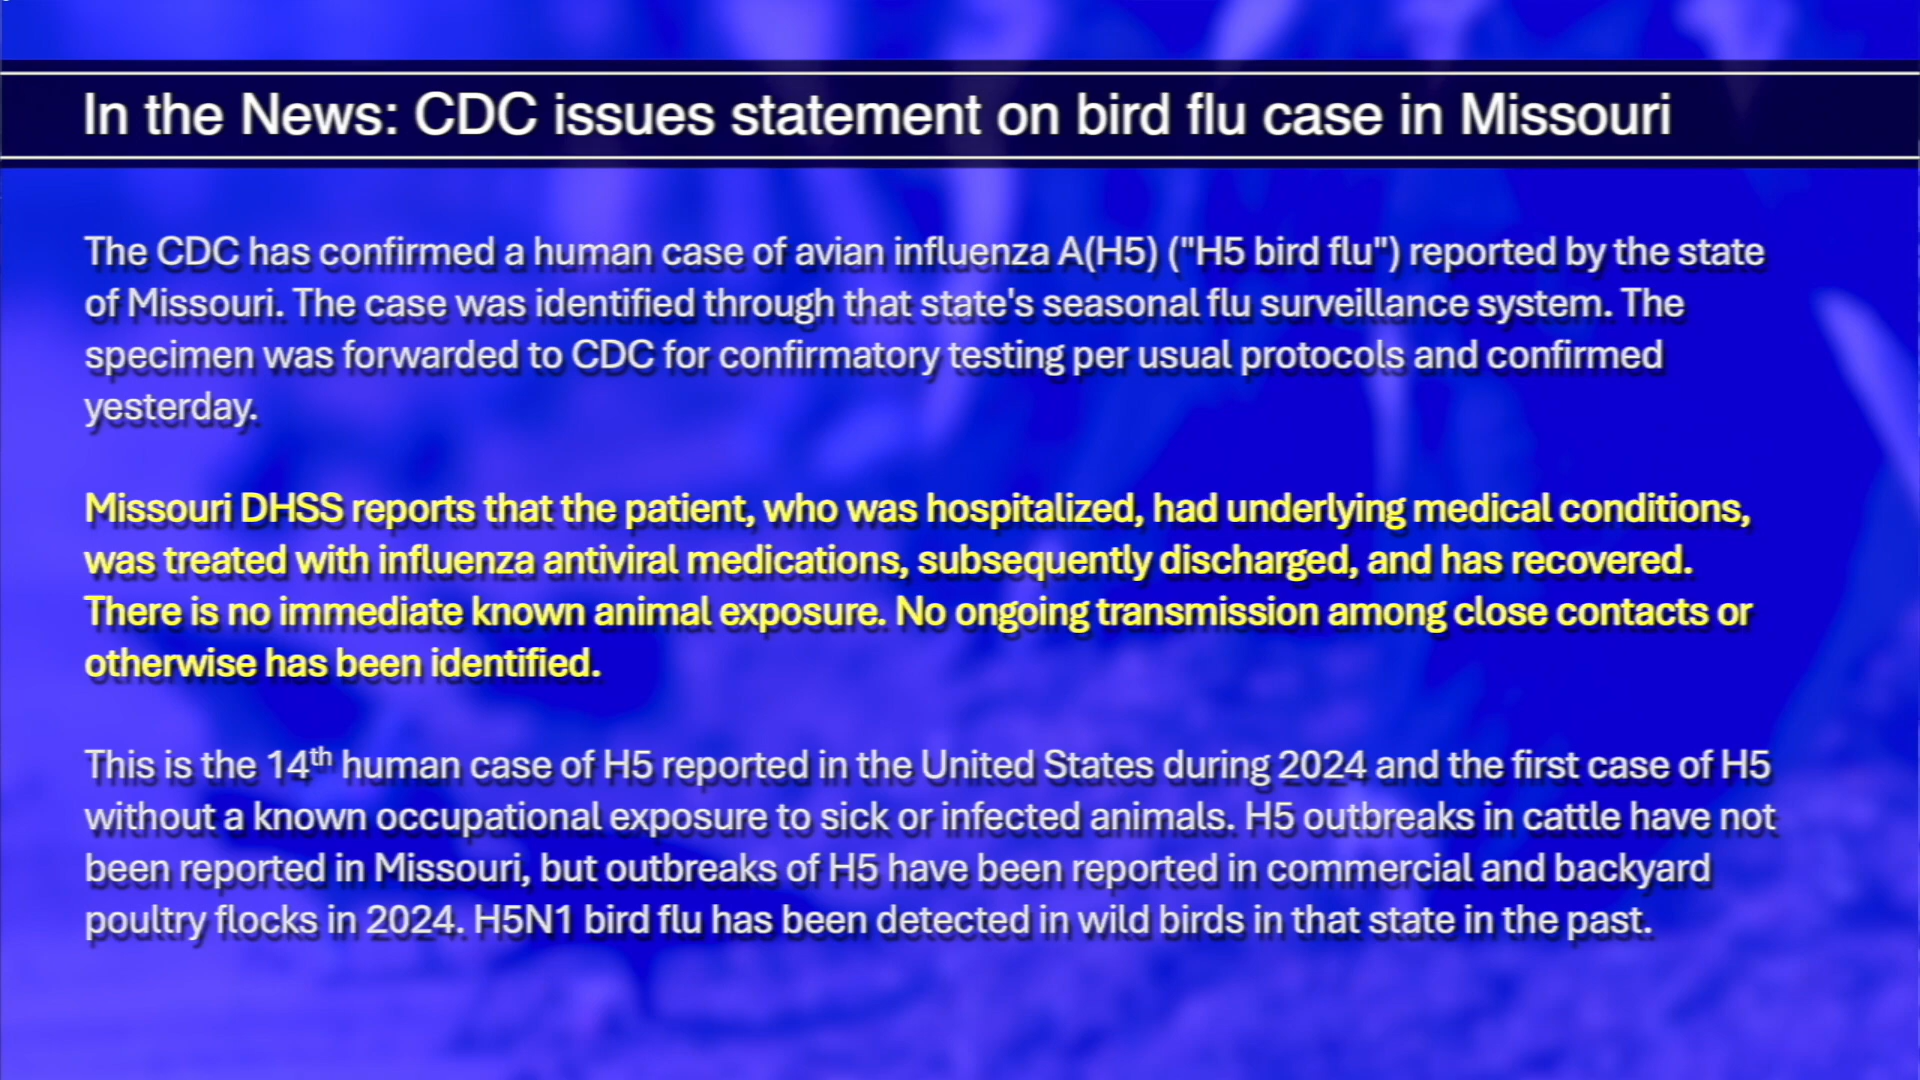 In the News: CDC issues statement on bird flu case in Missouri
The CDC has confirmed a human case of avian influenza A(H5) ("H5 bird flu") reported by the state
of Missouri. The case was identified through that state's seasonal flu surveillance system. The
specimen was forwarded to CDC for confirmatory testing per usual protocols and confirmed
yesterday.
Missouri DHSS reports that the patient, who was hospitalized, had underlying medical conditions,
was treated with influenza antiviral medications, subsequently discharged, and has recovered.
There is no immediate known animal exposure. No ongoing transmission among close contacts or
otherwise has been identified.
This is the 14th human case of H5 reported in the United States during 2024 and the first case of H5
without a known occupational exposure to sick or infected animals. H5 outbreaks in cattle have not
been reported in Missouri, but outbreaks of H5 have been reported in commercial and backyard
poultry flocks in 2024. H5N1 bird flu has been detected in wild birds in that state in the past.